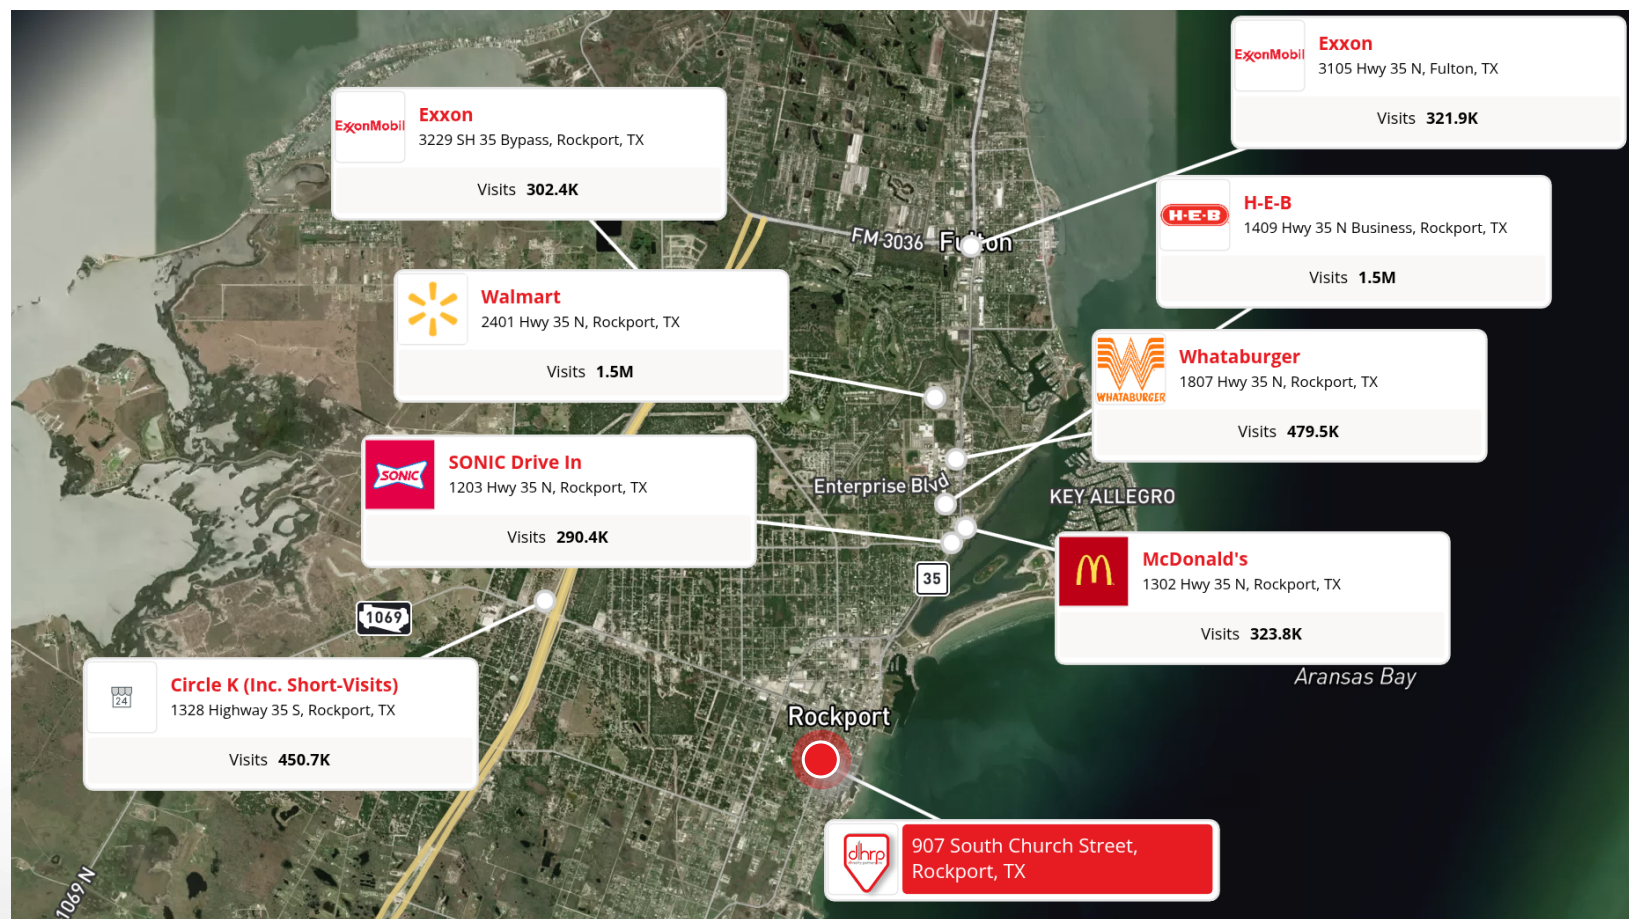 ExxonMobil
Exxon
3105 Hwy 35 N, Fulton, TX
Visits 321.9K
ExxonMobil
Exxon
3229 SH 35 Bypass, Rockport, TX
Visits 302.4K
H-E-B
H-E-B
1409 Hwy 35 N Business, Rockport, TX
Visits 1.5M
FM-3036
Fulton
Walmart
2401 Hwy 35 N, Rockport, TX
Visits 1.5M
WHATABURGER
Whataburger
1807 Hwy 35 N, Rockport, TX
Visits 479.5K
SONIC
SONIC Drive In
1203 Hwy 35 N, Rockport, TX
Visits 290.4K
Enterprise Blvd
KEY ALLEGRO
35
McDonald's
1302 Hwy 35 N, Rockport, TX
Visits 323.8K
1069
24
Circle K (Inc. Short-Visits)
1328 Highway 35 S, Rockport, TX
Visits 450.7K
Aransas Bay
Rockport
dlhrp
907 South Church Street,
Rockport, TX
1069 N